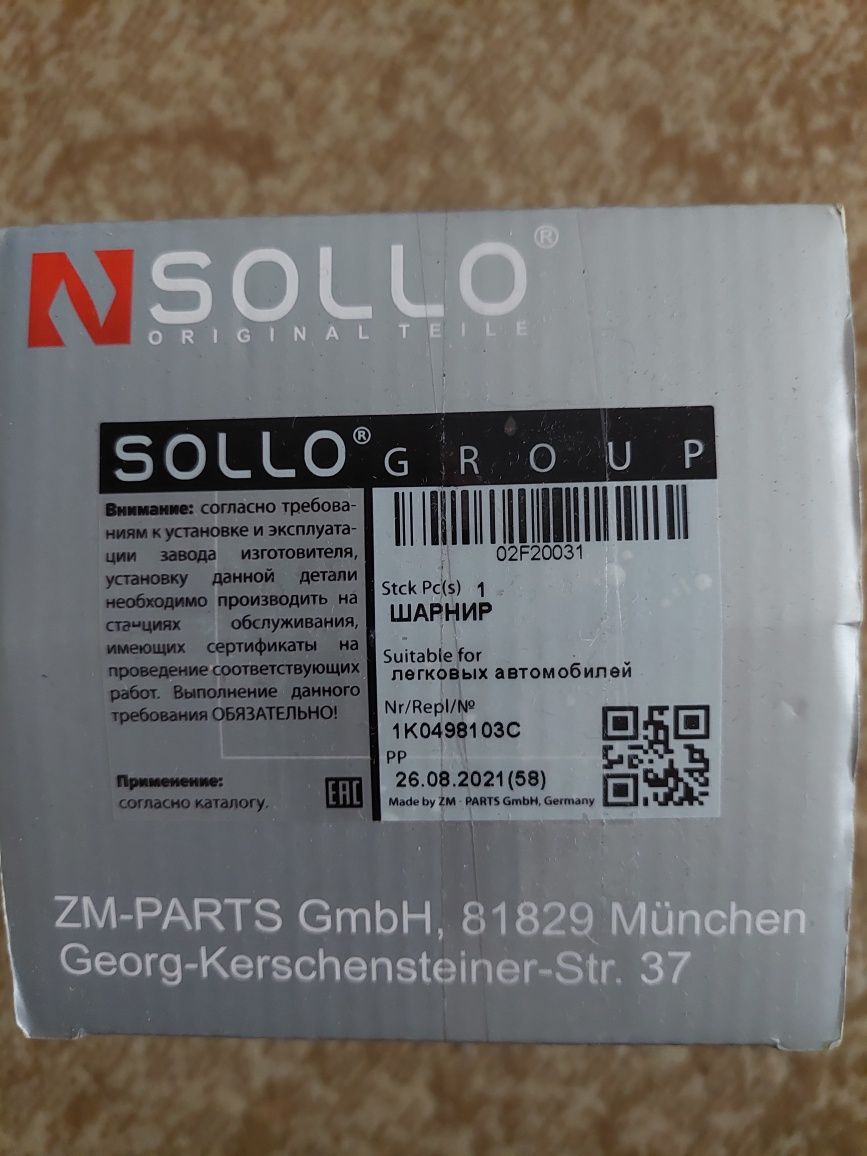 SOLLO®
ORIGINAL TEILE
SOLLO® GROUP
Внимание: согласно требова-
ниям к установке и эксплуата-
ции завода изготовителя,
установку данной детали
необходимо производить на
станциях обслуживания,
имеющих сертификаты на
проведение соответствующих
работ. Выполнение данного
требования ОБЯЗАТЕЛЬНО!
Применение:
согласно каталогу.
EAC
02F20031
Stck Pc(s) 1
ШАРНИР
Suitable for
легковых автомобилей
Nr/Repl/№
1K0498103C
PP
26.08.2021(58)
Made by ZM - PARTS GmbH, Germany
ZM-PARTS GmbH, 81829 München
Georg-Kerschensteiner-Str. 37